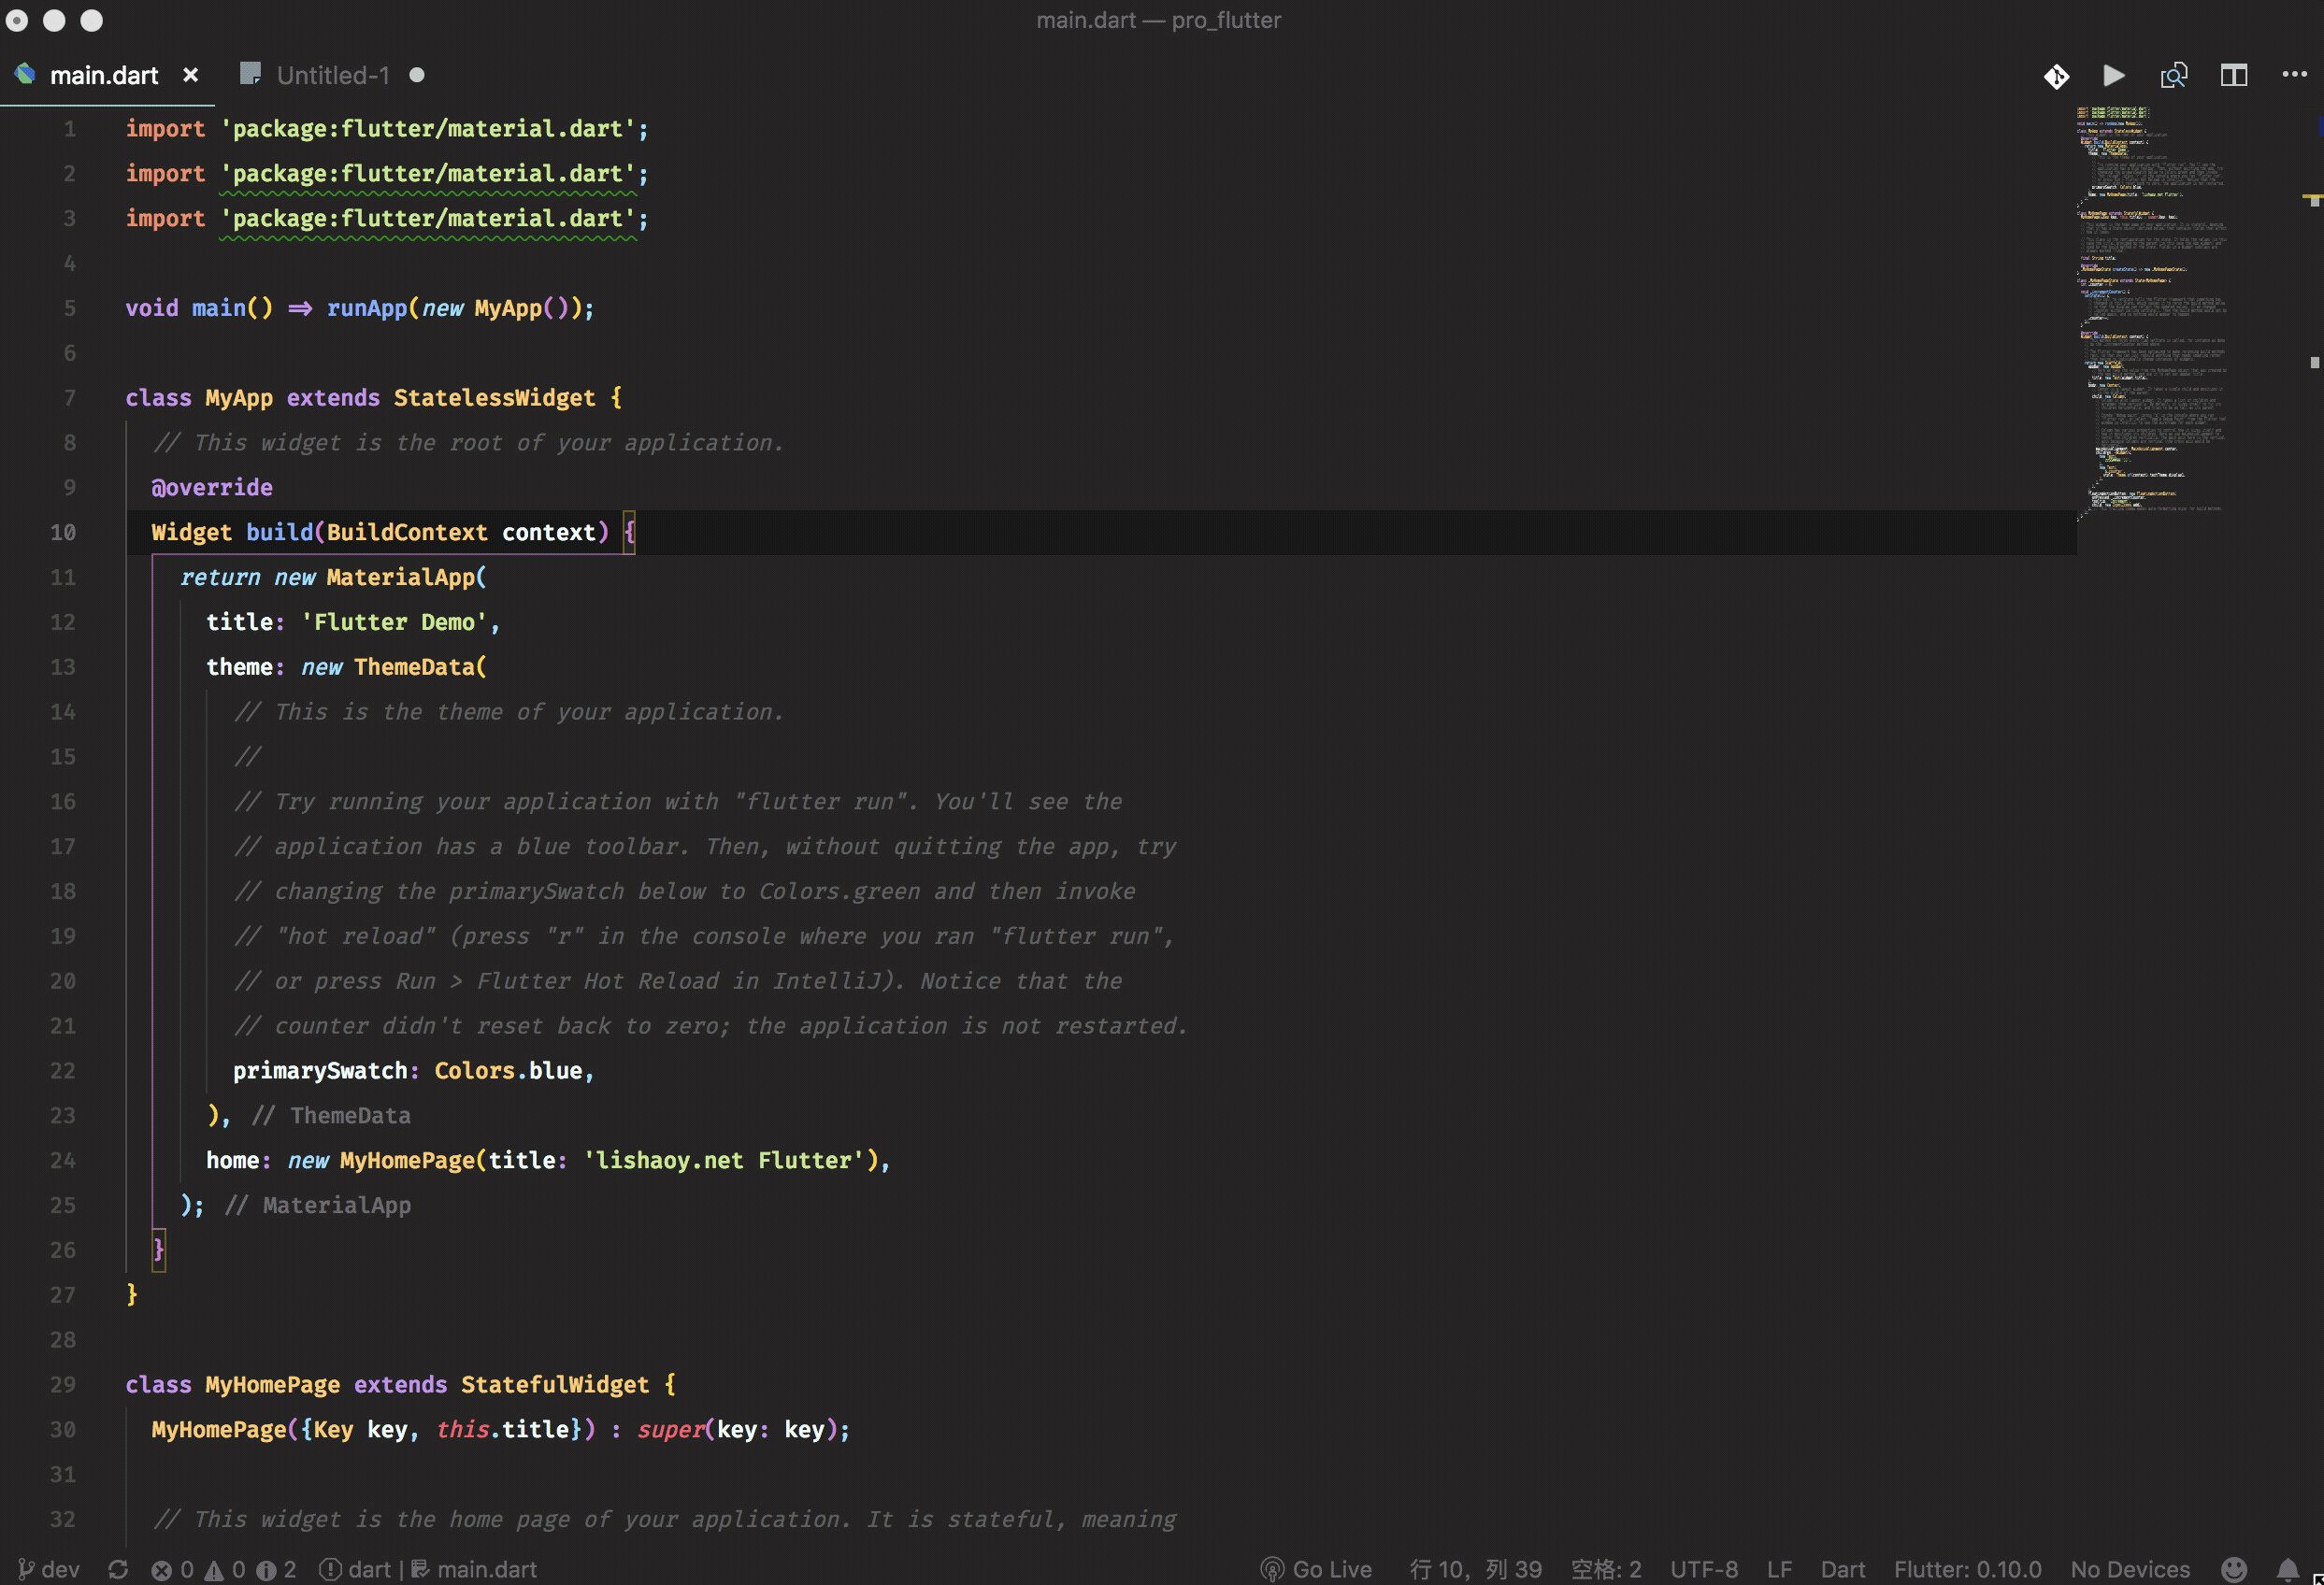 main.dart — pro_flutter
main.dart × Untitled-1
1 import 'package:flutter/material.dart';
2 import 'package:flutter/material.dart';
3 import 'package:flutter/material.dart';
4
5 void main() => runApp(new MyApp());
6
7 class MyApp extends StatelessWidget {
8 // This widget is the root of your application.
9 @override
10 Widget build(BuildContext context) {
11 return new MaterialApp(
12 title: 'Flutter Demo',
13 theme: new ThemeData(
14 // This is the theme of your application.
15 //
16 // Try running your application with "flutter run". You'll see the
17 // application has a blue toolbar. Then, without quitting the app, try
18 // changing the primarySwatch below to Colors.green and then invoke
19 // "hot reload" (press "r" in the console where you ran "flutter run",
20 // or press Run > Flutter Hot Reload in IntelliJ). Notice that the
21 // counter didn't reset back to zero; the application is not restarted.
22 primarySwatch: Colors.blue,
23 ), // ThemeData
24 home: new MyHomePage(title: 'lishaoy.net Flutter'),
25 ); // MaterialApp
26 }
27 }
28
29 class MyHomePage extends StatefulWidget {
30 MyHomePage({Key key, this.title}) : super(key: key);
31
32 // This widget is the home page of your application. It is stateful, meaning
dev 0 0 2 dart | main.dart Go Live 行 10，列 39 空格: 2 UTF-8 LF Dart Flutter: 0.10.0 No Devices